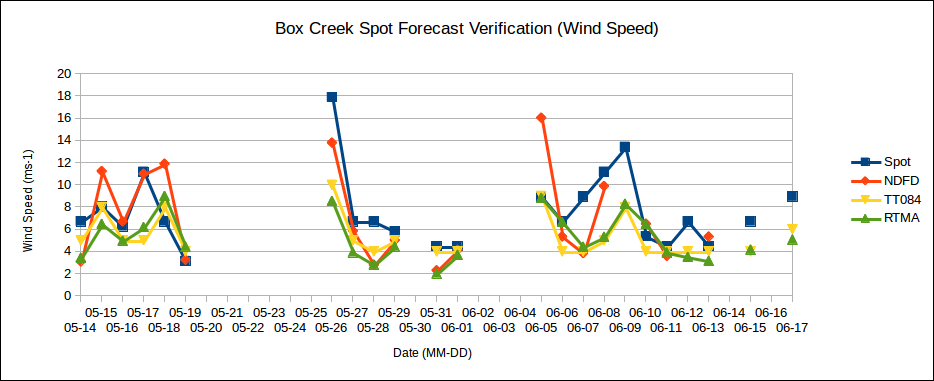 Box Creek Spot Forecast Verification (Wind Speed)
Wind Speed (ms-1)
20
18
16
14
12
10
8
6
4
2
0
05-15 05-17 05-19 05-21 05-23 05-25 05-27 05-29 05-31 06-02 06-04 06-06 06-08 06-10 06-12 06-14 06-16
05-14 05-16 05-18 05-20 05-22 05-24 05-26 05-28 05-30 06-01 06-03 06-05 06-07 06-09 06-11 06-13 06-15 06-17
Date (MM-DD)
Spot
NDFD
TT084
RTMA